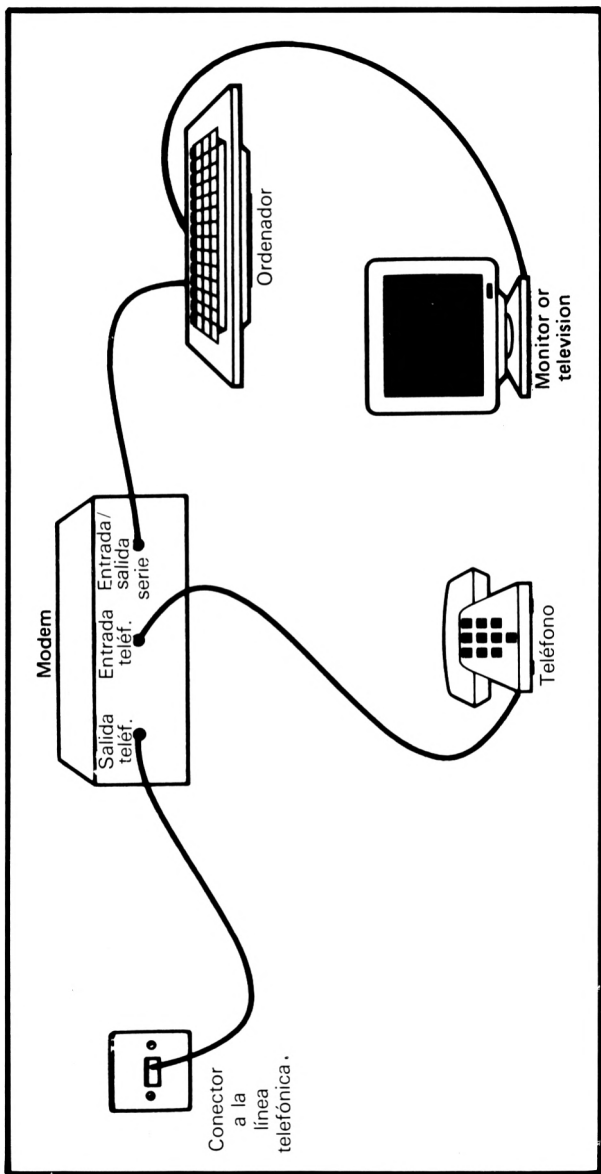 Modem
Salida
teléf.
Entrada
teléf.
Entrada/
salida
serie
Conector
a la
línea
telefónica.
Ordenador
Teléfono
Monitor or
television